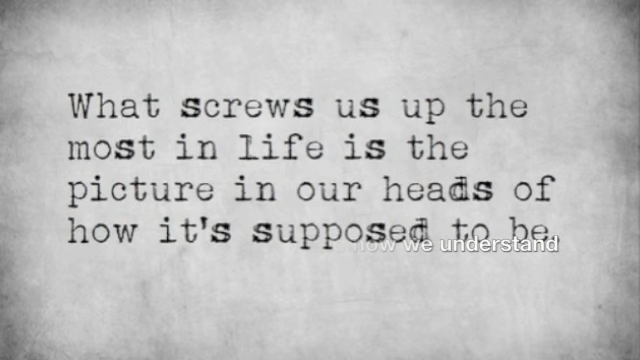 What screws us up the
most in life is the
picture in our heads of
how it's supposed to be.
how we understand